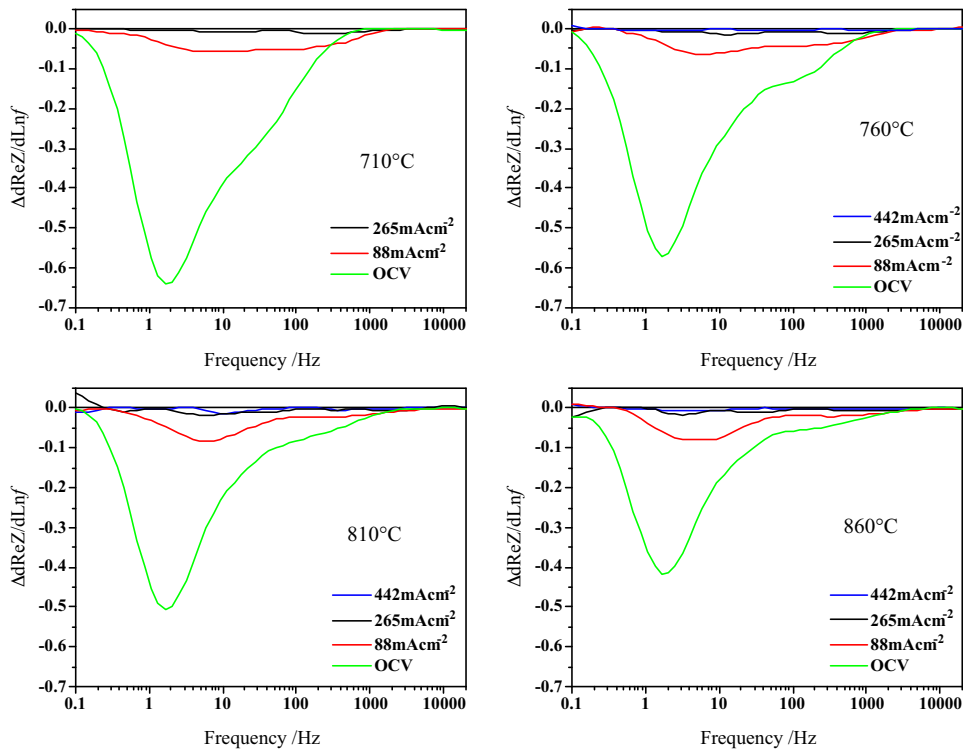 0.0
-0.1
-0.2
-0.3
-0.4
-0.5
-0.6
-0.7
ΔdReZ/dLnf
710°C
265mAcm-2
88mAcm-2
OCV
0.1 1 10 100 1000 10000
Frequency /Hz
0.0
-0.1
-0.2
-0.3
-0.4
-0.5
-0.6
-0.7
ΔdReZ/dLnf
760°C
442mAcm-2
265mAcm-2
88mAcm-2
OCV
0.1 1 10 100 1000 10000
Frequency /Hz
0.0
-0.1
-0.2
-0.3
-0.4
-0.5
-0.6
-0.7
ΔdReZ/dLnf
810°C
442mAcm-2
265mAcm-2
88mAcm-2
OCV
0.1 1 10 100 1000 10000
Frequency /Hz
0.0
-0.1
-0.2
-0.3
-0.4
-0.5
-0.6
-0.7
ΔdReZ/dLnf
860°C
442mAcm-2
265mAcm-2
88mAcm-2
OCV
0.1 1 10 100 1000 10000
Frequency /Hz